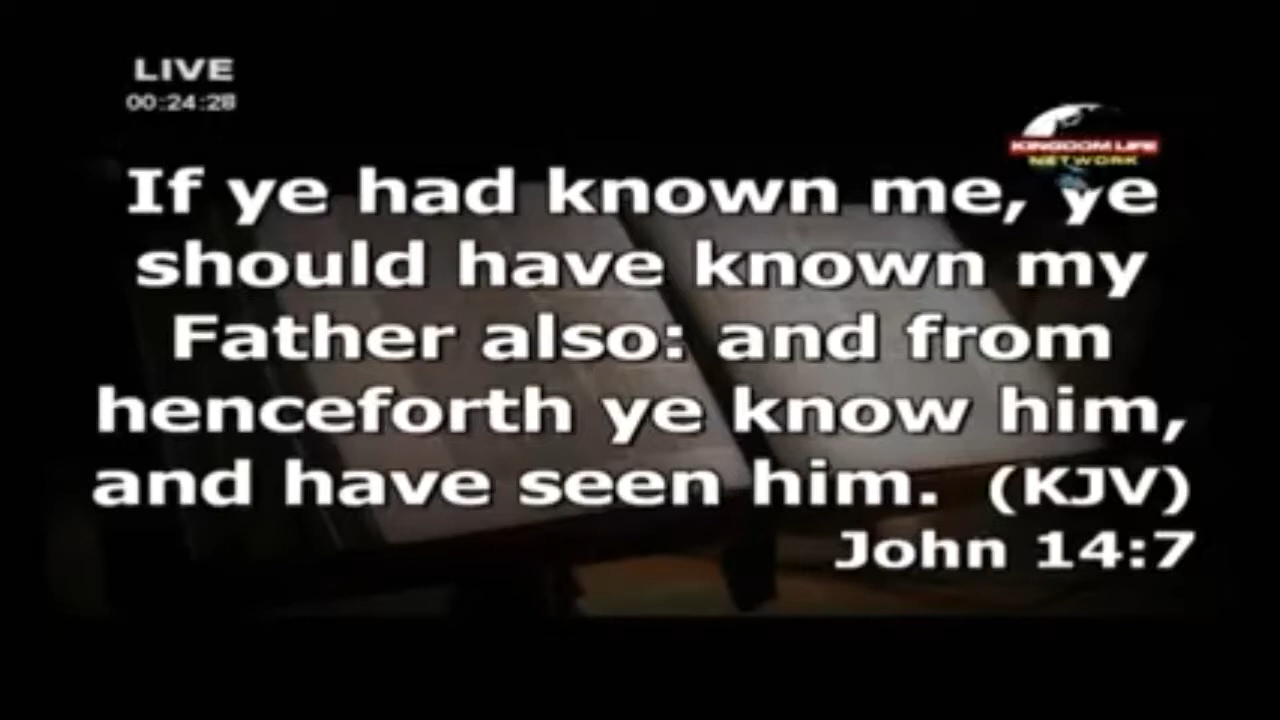 LIVE
00:24:28
KINGDOM LIFE
NETWORK
If ye had known me, ye
should have known my
Father also: and from
henceforth ye know him,
and have seen him. (KJV)
John 14:7